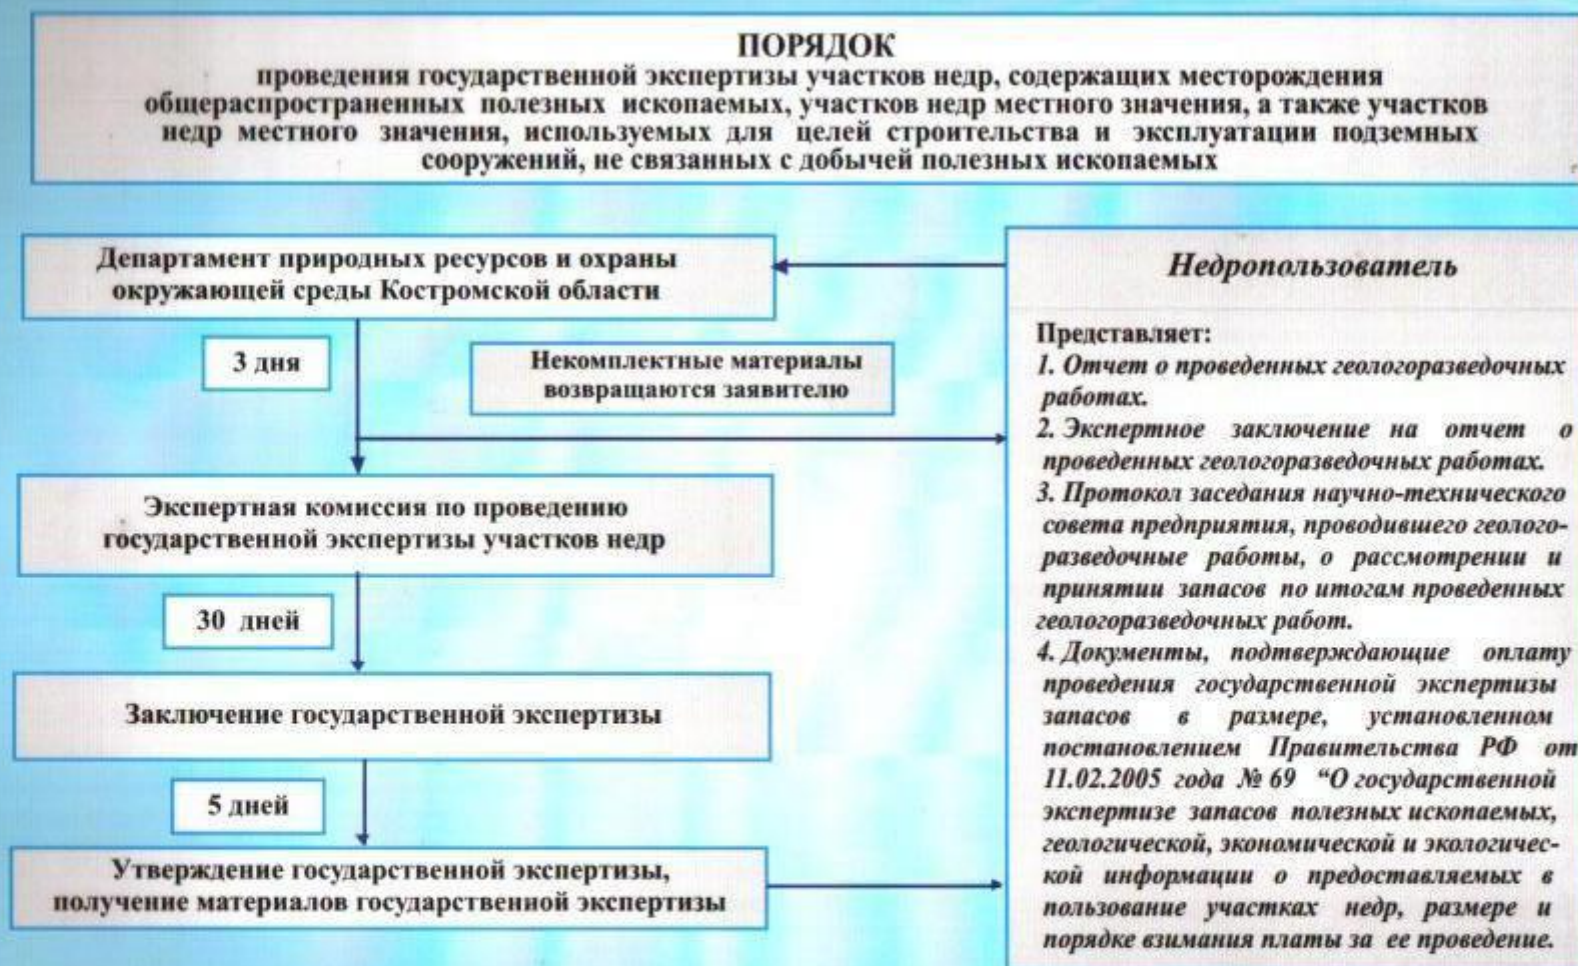 ПОРЯДОК
проведения государственной экспертизы участков недр, содержащих месторождения
общераспространенных полезных ископаемых, участков недр местного значения, а также участков
недр местного значения, используемых для целей строительства и эксплуатации подземных
сооружений, не связанных с добычей полезных ископаемых
Департамент природных ресурсов и охраны
окружающей среды Костромской области
3 дня
Некомплектные материалы
возвращаются заявителю
Экспертная комиссия по проведению
государственной экспертизы участков недр
30 дней
Заключение государственной экспертизы
5 дней
Утверждение государственной экспертизы,
получение материалов государственной экспертизы
Недропользователь
Представляет:
1. Отчет о проведенных геологоразведочных
работах.
2. Экспертное заключение на отчет о
проведенных геологоразведочных работах.
3. Протокол заседания научно-технического
совета предприятия, проводившего геолого-
разведочные работы, о рассмотрении и
принятии запасов по итогам проведенных
геологоразведочных работ.
4. Документы, подтверждающие оплату
проведения государственной экспертизы
запасов в размере, установленном
постановлением Правительства РФ от
11.02.2005 года № 69 “О государственной
экспертизе запасов полезных ископаемых,
геологической, экономической и экологичес-
кой информации о предоставляемых в
пользование участках недр, размере и
порядке взимания платы за ее проведение.